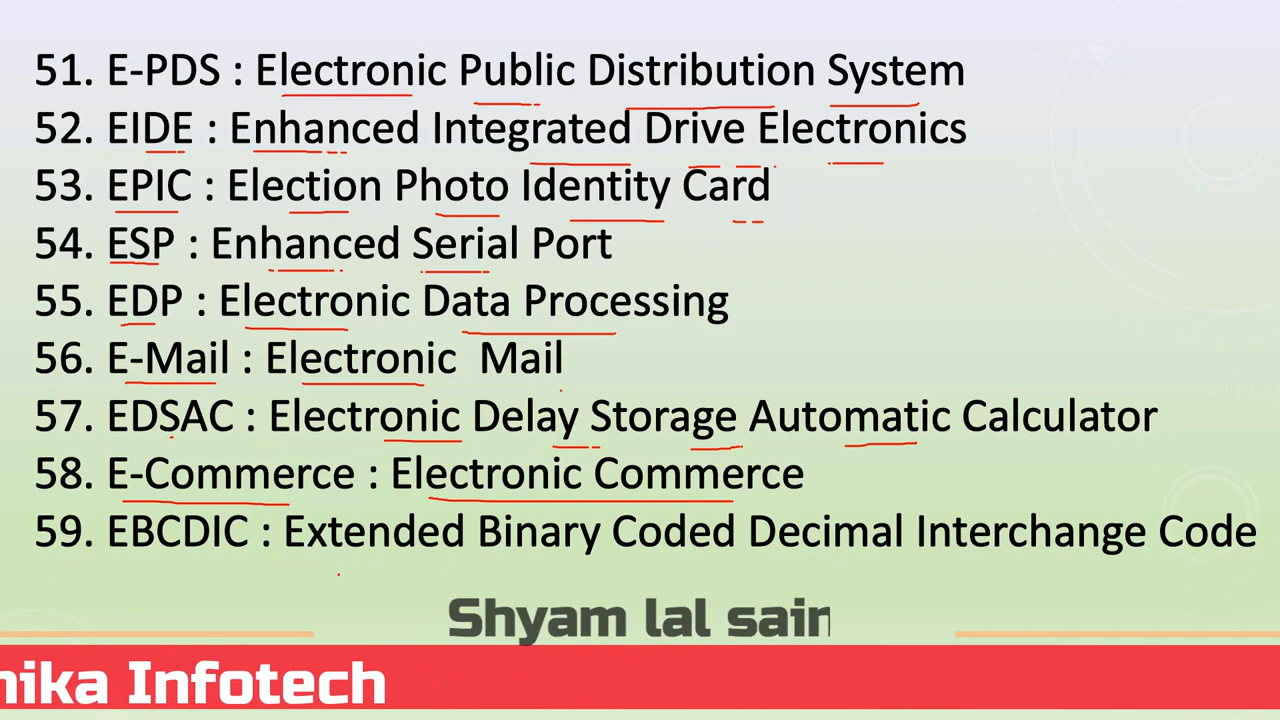 51. E-PDS : Electronic Public Distribution System
52. EIDE : Enhanced Integrated Drive Electronics
53. EPIC : Election Photo Identity Card
54. ESP : Enhanced Serial Port
55. EDP : Electronic Data Processing
56. E-Mail : Electronic  Mail
57. EDSAC : Electronic Delay Storage Automatic Calculator
58. E-Commerce : Electronic Commerce
59. EBCDIC : Extended Binary Coded Decimal Interchange Code
Shyam lal
Infotech